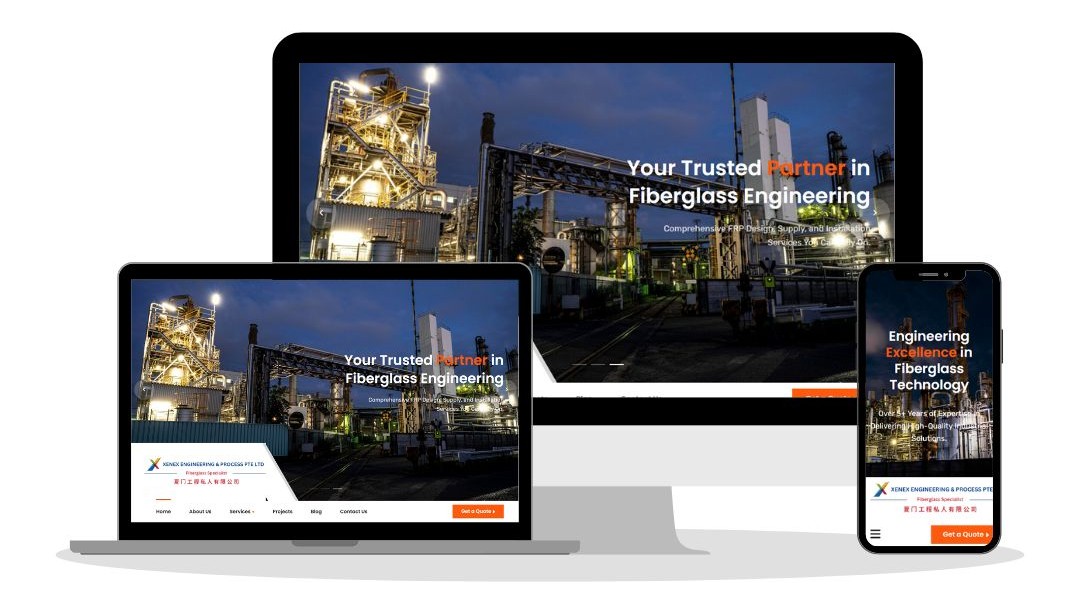 Your Trusted Partner in
Fiberglass Engineering
Comprehensive FRP Design, Supply, and Installation
Services You Can Rely On.
Get a Quote
Your Trusted Partner in
Fiberglass Engineering
Comprehensive FRP Design, Supply, and Installation
Services You Can Rely On.
XENEX ENGINEERING & PROCESS PTE LTD
Fiberglass Specialist
夏门工程私人有限公司
Home About Us Services Projects Blog Contact Us Get a Quote
Engineering
Excellence in
Fiberglass
Technology
Over 5+ Years of Expertise in
Delivering High-Quality Industrial
Solutions.
XENEX ENGINEERING & PROCESS PTE
Fiberglass Specialist
夏门工程私人有限公司
Get a Quote